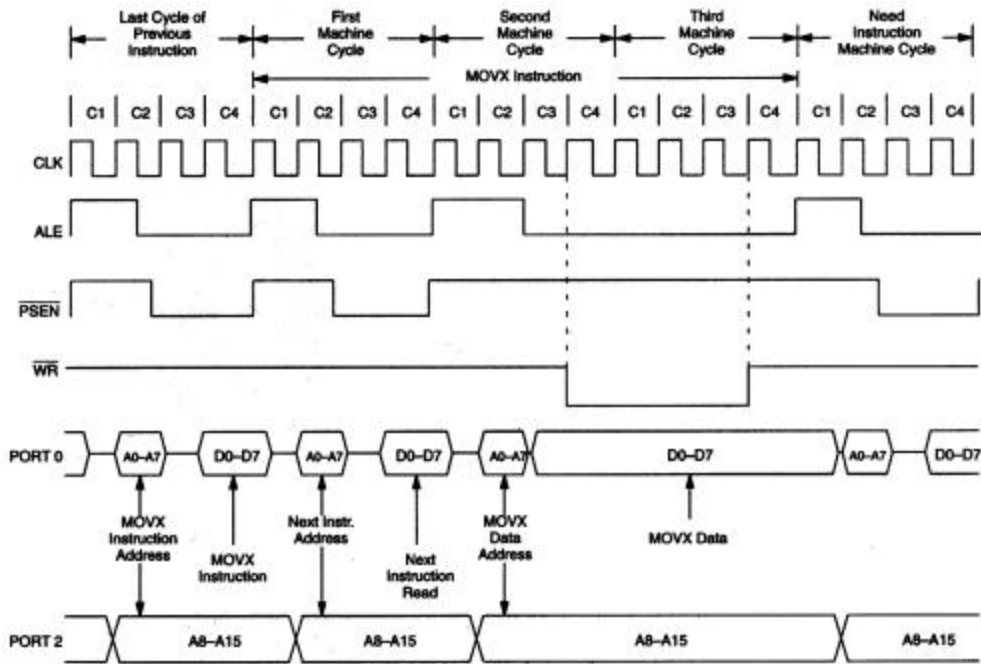 Last Cycle of
Previous
Instruction
First
Machine
Cycle
Second
Machine
Cycle
Third
Machine
Cycle
Need
Instruction
Machine Cycle
MOVX Instruction
C1 C2 C3 C4 C1 C2 C3 C4 C1 C2 C3 C4 C1 C2 C3 C4 C1 C2 C3 C4
CLK
ALE
PSEN
WR
PORT 0
A0–A7 D0–D7 A0–A7 D0–D7 A0–A7 D0–D7 A0–A7 D0–D7
MOVX
Instruction
Address
MOVX
Instruction
Next Instr.
Address
Next
Instruction
Read
MOVX
Data
Address
MOVX Data
PORT 2
A8–A15 A8–A15 A8–A15 A8–A15